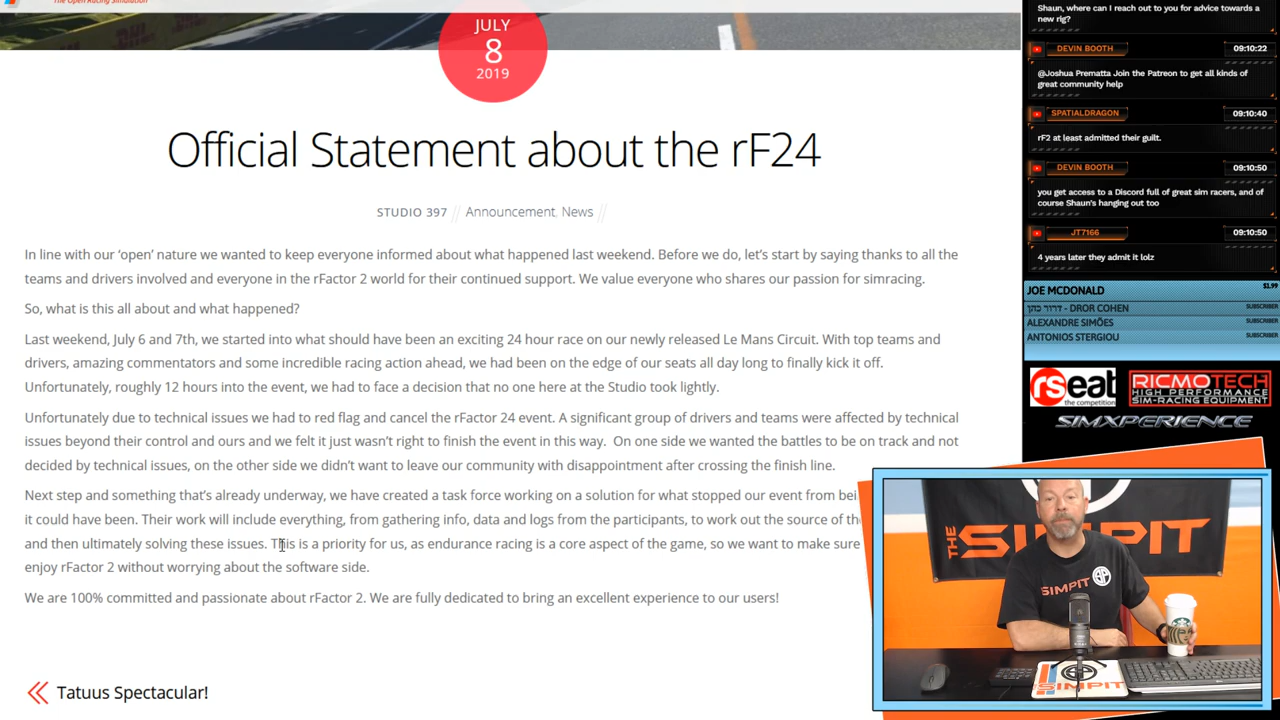 The Open Racing Simulation
JULY
8
2019
Official Statement about the rF24
STUDIO 397 // Announcement, News //
In line with our ‘open’ nature we wanted to keep everyone informed about what happened last weekend. Before we do, let’s start by saying thanks to all the
teams and drivers involved and everyone in the rFactor 2 world for their continued support. We value everyone who shares our passion for simracing.
So, what is this all about and what happened?
Last weekend, July 6 and 7th, we started into what should have been an exciting 24 hour race on our newly released Le Mans Circuit. With top teams and
drivers, amazing commentators and some incredible racing action ahead, we had been on the edge of our seats all day long to finally kick it off.
Unfortunately, roughly 12 hours into the event, we had to face a decision that no one here at the Studio took lightly.
Unfortunately due to technical issues we had to red flag and stop our rFactor 24 hours. A significant group of drivers and teams were affected by technical
issues beyond their control and ours and we felt it just wasn’t right to finish the event in this way. On one side we wanted the battles to be on track and not
decided by technical issues, on the other side we didn’t want to leave our community with disappointment after crossing the finish line.
Next step and something that’s already underway, we have created a task force working on a solution for what stopped our event from bei
it could have been. Their work will include everything, from gathering info, data and logs from the participants, to work out the source of th
and then ultimately solving these issues. This is a priority for us, as endurance racing is a core aspect of the game, so we want to make sure
enjoy rFactor 2 without worrying about the software side.
We are 100% committed and passionate about rFactor 2. We are fully dedicated to bring an excellent experience to our users!
Tatuus Spectacular!
Shaun, where can I reach out to you for advice towards a
new rig?
DEVIN BOOTH 09:10:22
@Joshua Prematta Join the Patreon to get all kinds of
great community help
SPATIALDRAGON 09:10:40
rF2 at least admitted their guilt.
DEVIN BOOTH 09:10:50
you get access to a Discord full of great sim racers, and of
course Shaun's hanging out too
JT7166 09:10:50
4 years later they admit it lolz
JOE MCDONALD $1.99
דרור כהן - DROR COHEN SUBSCRIBER
ALEXANDRE SIMÕES SUBSCRIBER
ANTONIOS STERGIOU SUBSCRIBER
rseat
the competition
RICMOTECH
HIGH PERFORMANCE
SIM-RACING EQUIPMENT
SIMXPERIENCE
THE SIMPIT
SIMPIT
SIMPIT